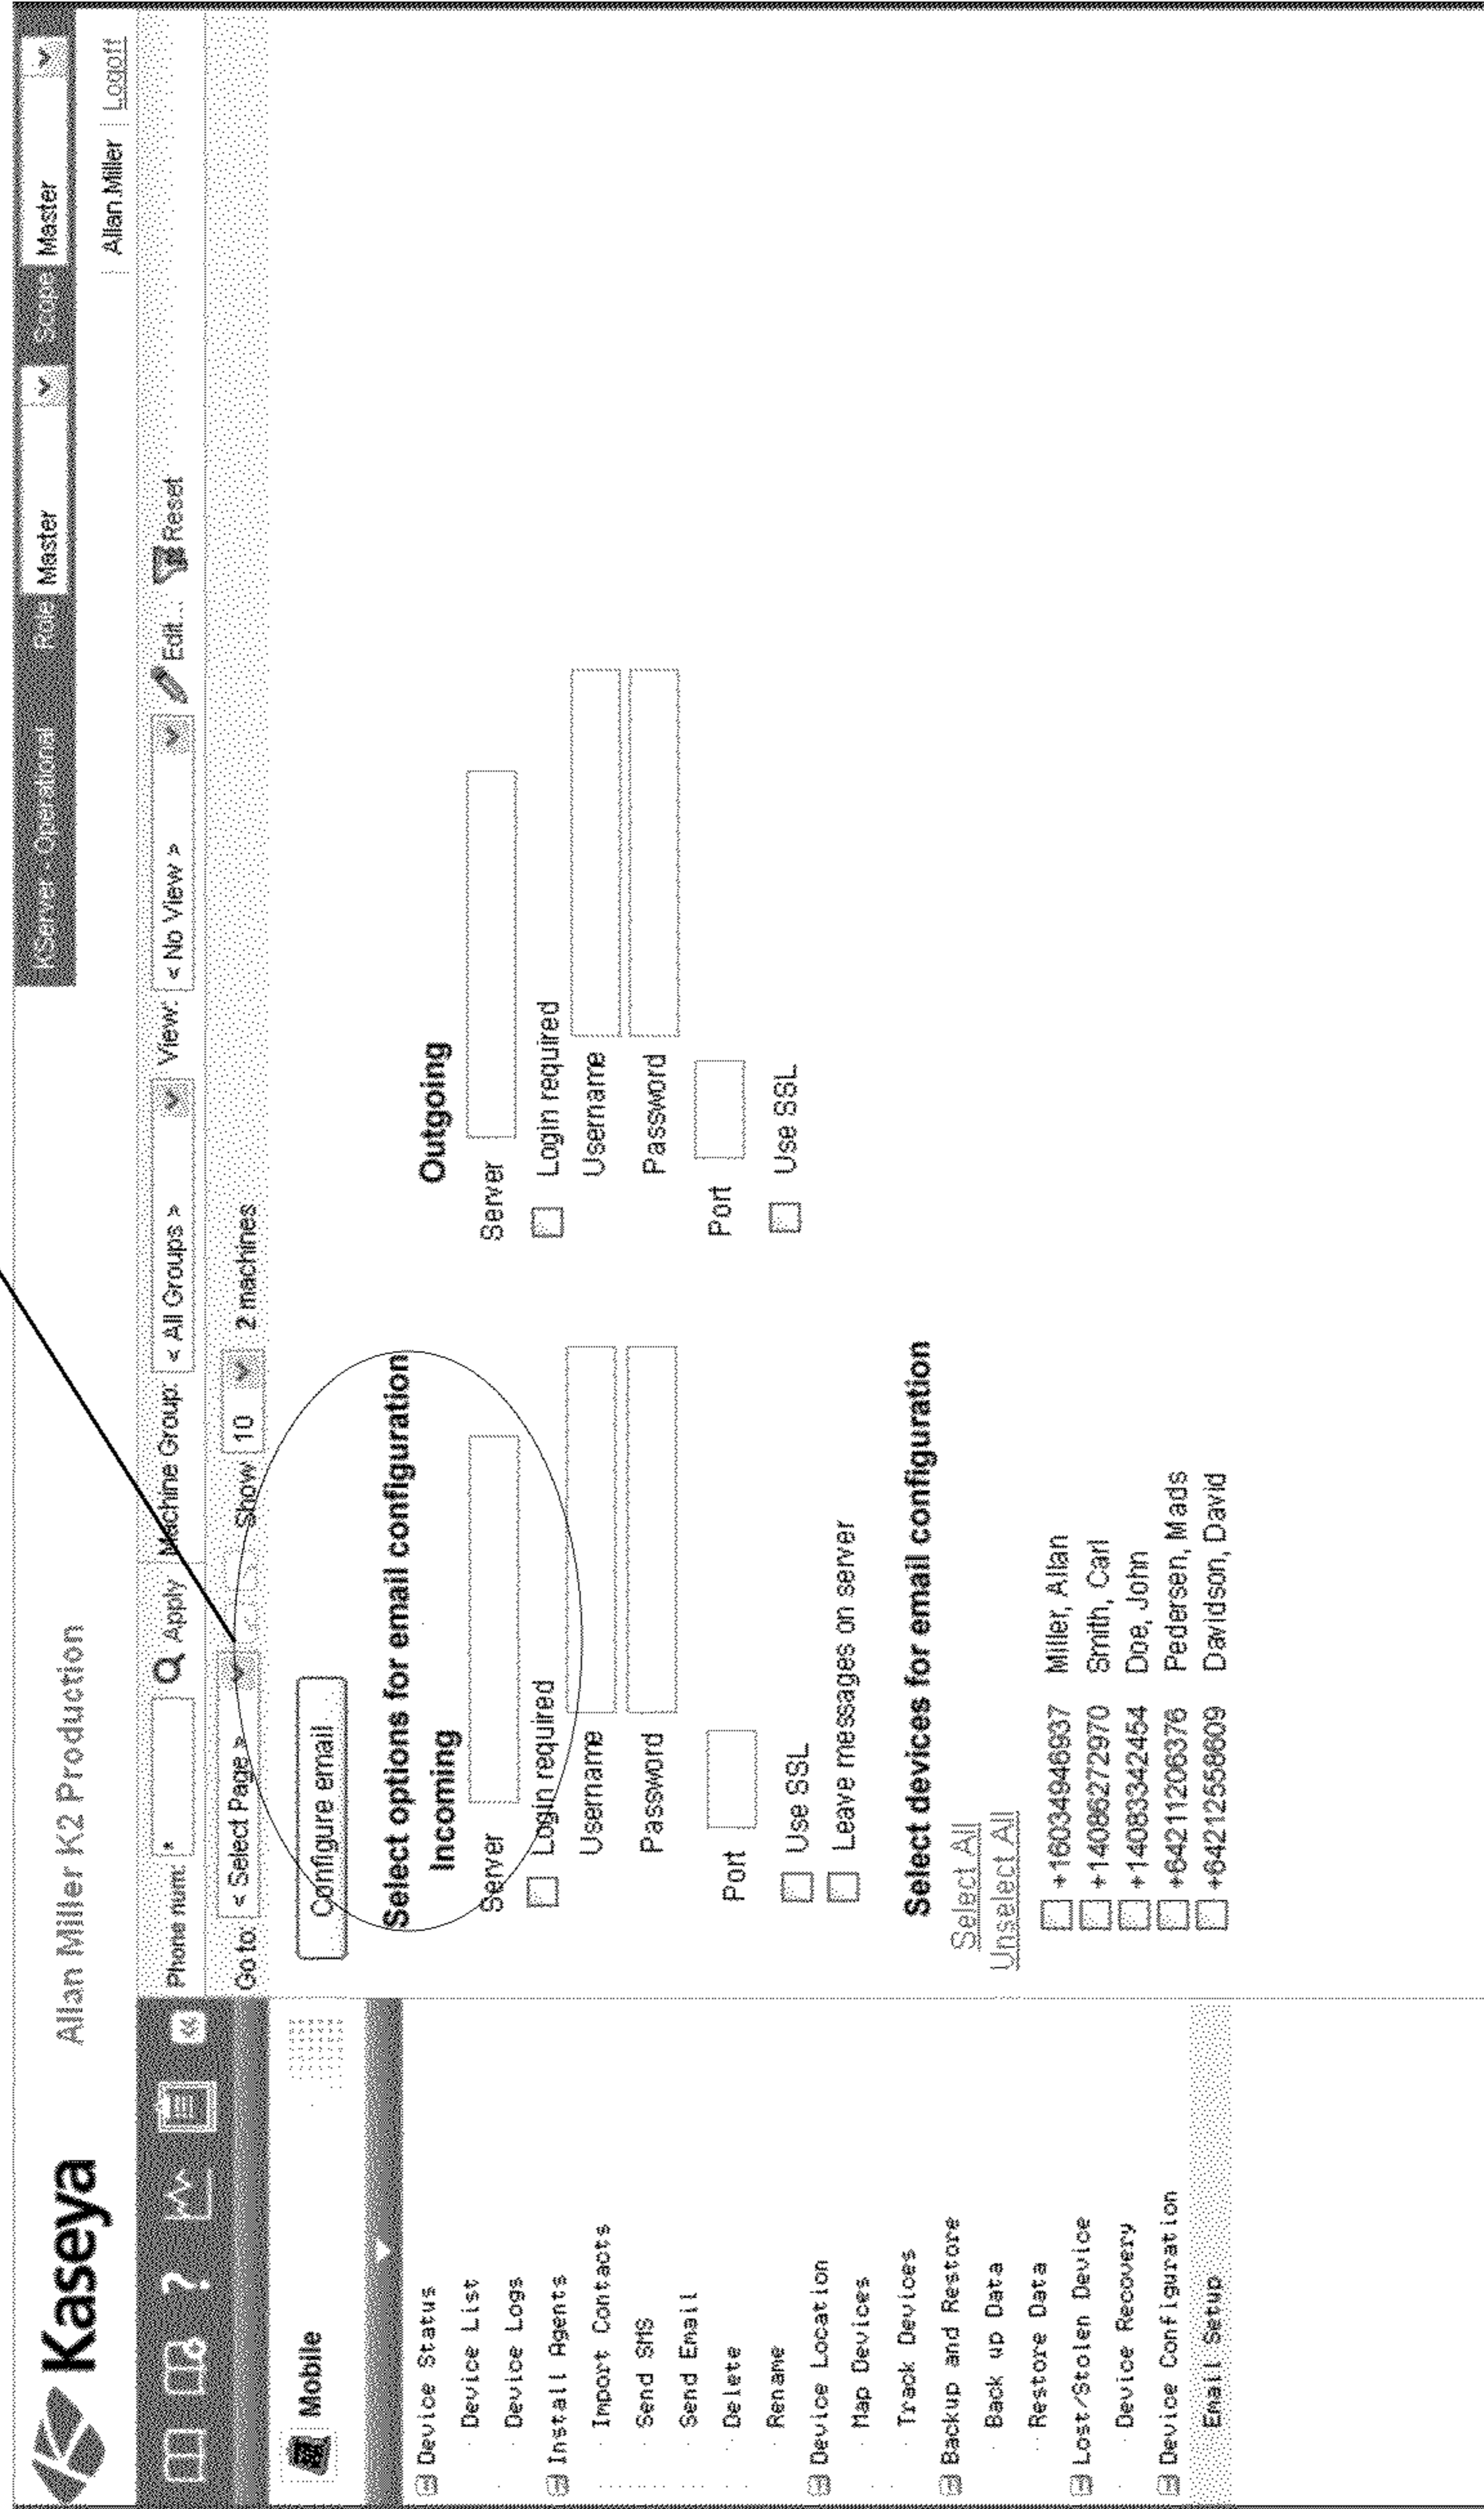 Kaseya
Allan Miller K2 Production
KServer - Operational Role Master Scope Master
Allan.Miller Logoff
Phone num: * Apply Machine Group: < All Groups > View: < No View > Edit... Reset
Go to: < Select Page > Show 10 2 machines
Mobile
Device Status
Device List
Device Logs
Install Agents
Import Contacts
Send SMS
Send Email
Delete
Rename
Device Location
Map Devices
Track Devices
Backup and Restore
Back up Data
Restore Data
Lost/Stolen Device
Device Recovery
Device Configuration
Email Setup
Configure email
Select options for email configuration
Incoming
Server
Login required
Username
Password
Port
Use SSL
Leave messages on server
Outgoing
Server
Login required
Username
Password
Port
Use SSL
Select devices for email configuration
Select All
Unselect All
+16034946937 Miller, Allan
+14086272970 Smith, Carl
+14083342454 Doe, John
+642111206376 Pedersen, Mads
+64212558609 Davidson, David